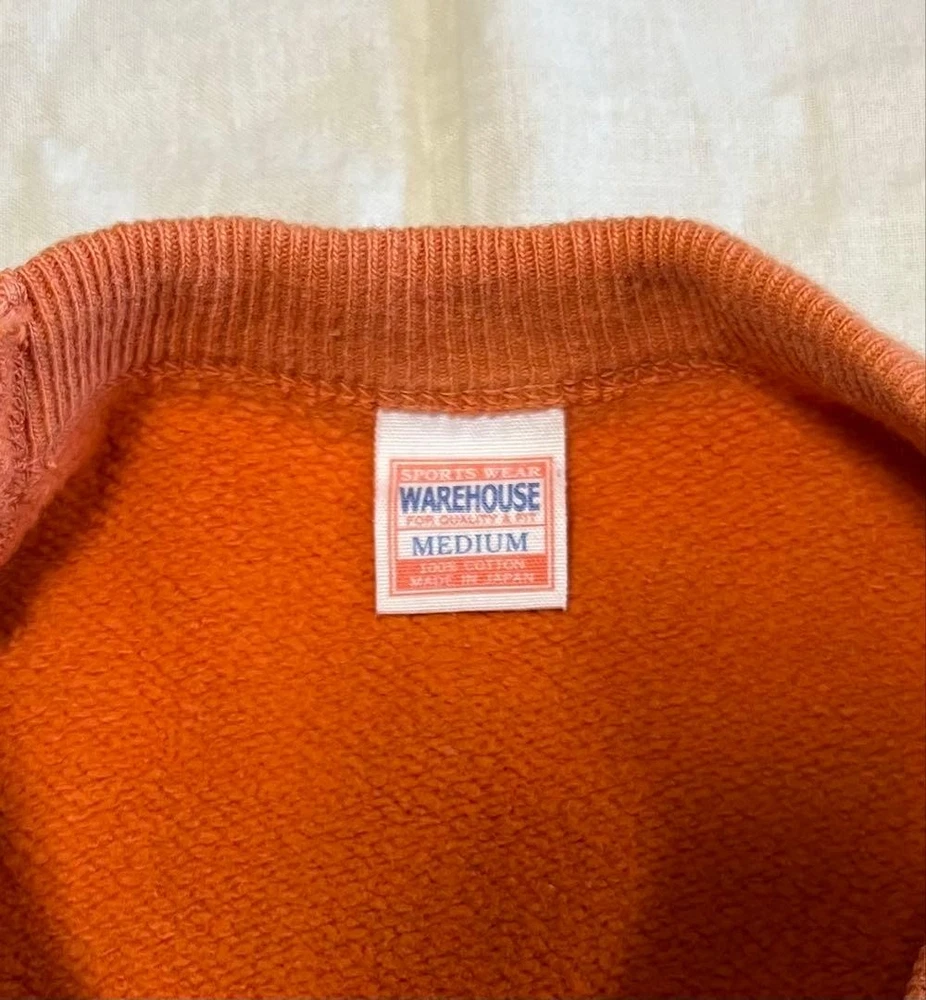 SPORTS WEAR
WAREHOUSE
FOR QUALITY & FIT
MEDIUM
100% COTTON
MADE IN JAPAN